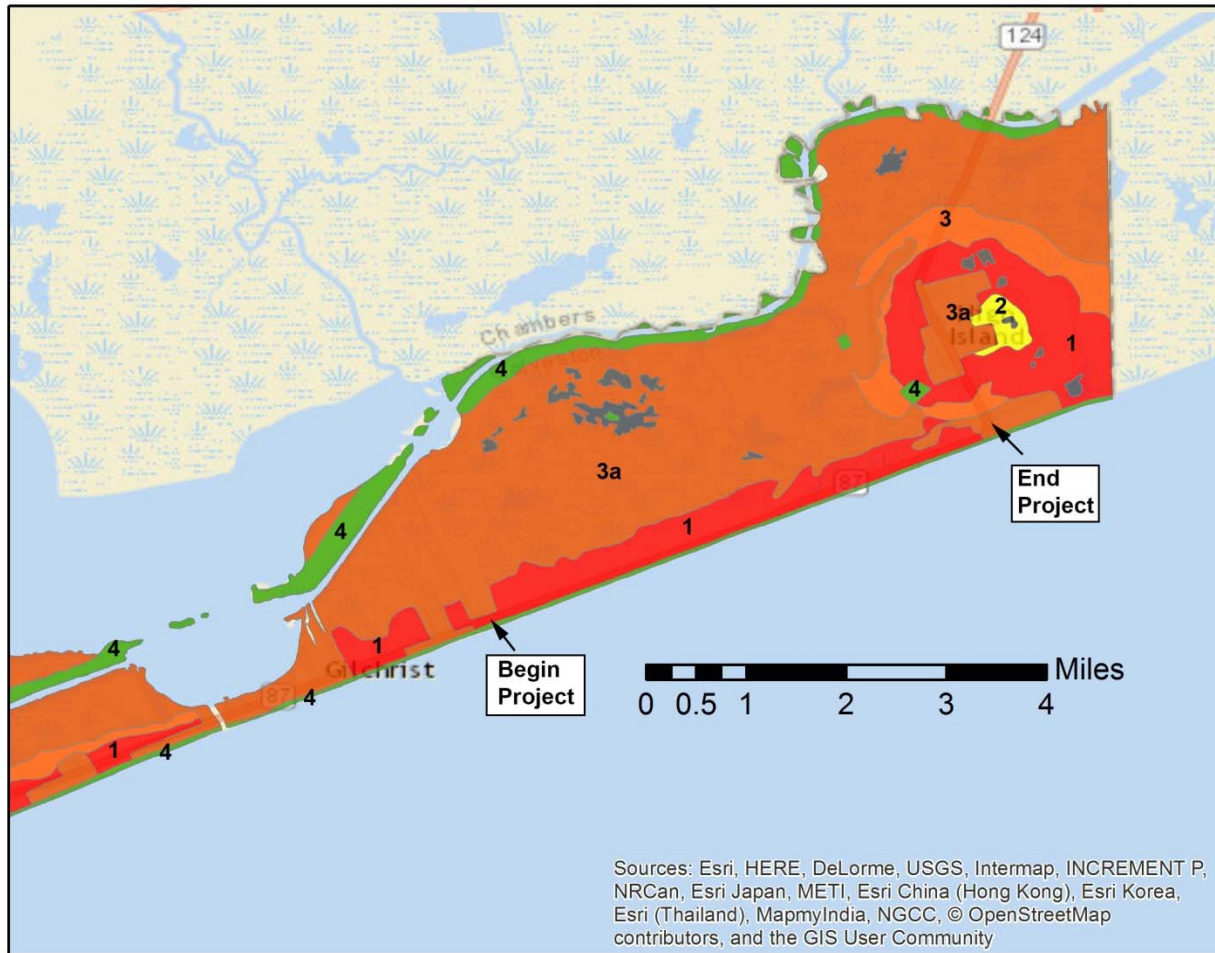 124
3
2
3a
Island
1
Chambers
4
4
3a
87
End
Project
1
4
Begin
Project
1
Gilchrist
Miles
0 0.5 1 2 3 4
87
4
4
1
4
Sources: Esri, HERE, DeLorme, USGS, Intermap, INCREMENT P,
NRCan, Esri Japan, METI, Esri China (Hong Kong), Esri Korea,
Esri (Thailand), MapmyIndia, NGCC, © OpenStreetMap
contributors, and the GIS User Community